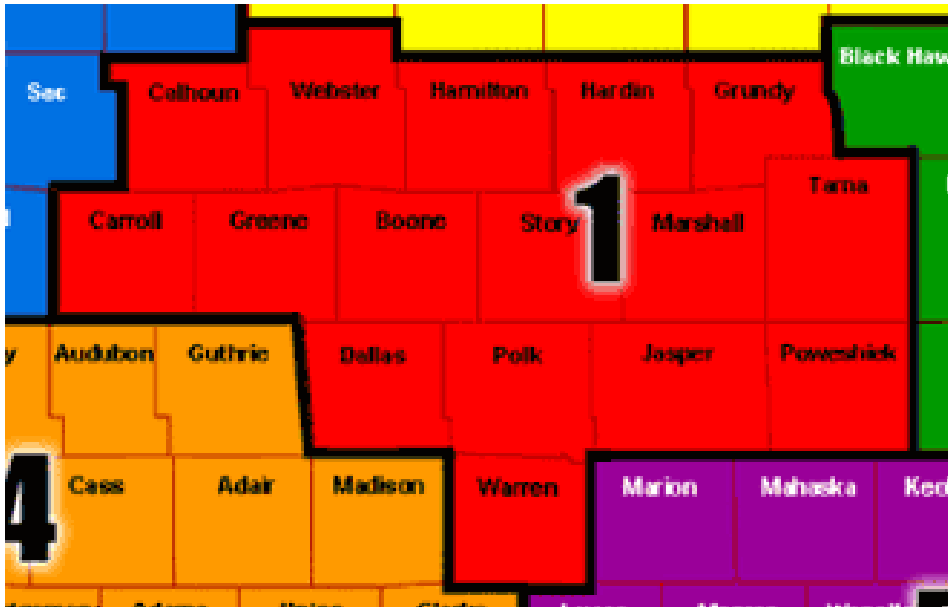 Black Haw
Sac
Calhoun
Webster
Hamilton
Hardin
Grundy
Tama
Carroll
Greene
Boone
Story
1
Marshall
Audubon
Guthrie
Dallas
Polk
Jasper
Poweshiek
4
Cass
Adair
Madison
Warren
Marion
Mahaska
Keo